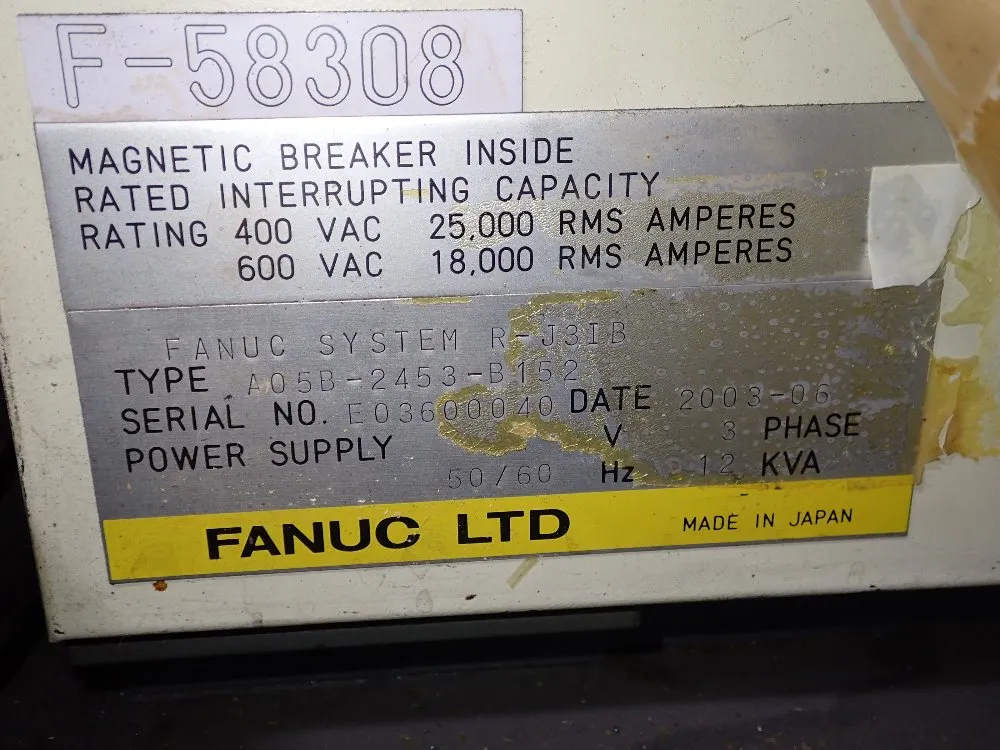 F-58308
MAGNETIC BREAKER INSIDE
RATED INTERRUPTING CAPACITY
RATING 400 VAC 25,000 RMS AMPERES
600 VAC 18,000 RMS AMPERES
FANUC SYSTEM R-J3IB
TYPE A05B-2453-B152
SERIAL NO. E03600040 DATE 2003-06
POWER SUPPLY V 3 PHASE
50/60 Hz 12 KVA
FANUC LTD MADE IN JAPAN